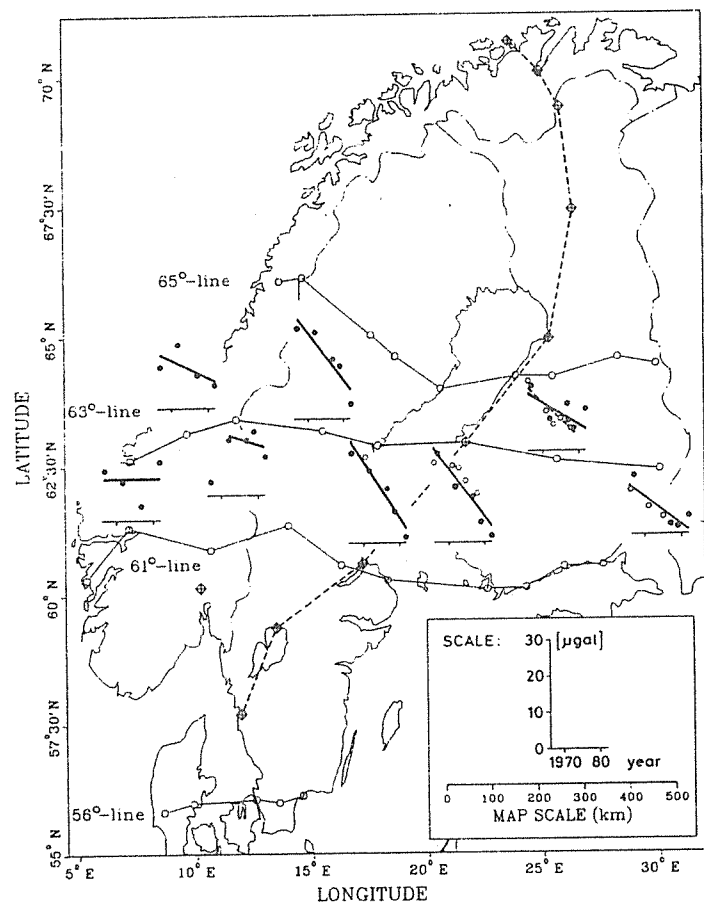 70° N
67°30' N
65°-line
65° N
63°-line
LATITUDE
62°30' N
61°-line
60° N
SCALE: 30 [µgal]
20
10
0
1970 80 year
57°30' N
0 100 200 300 400 500
MAP SCALE (km)
56°-line
55° N
5° E 10° E 15° E 20° E 25° E 30° E
LONGITUDE